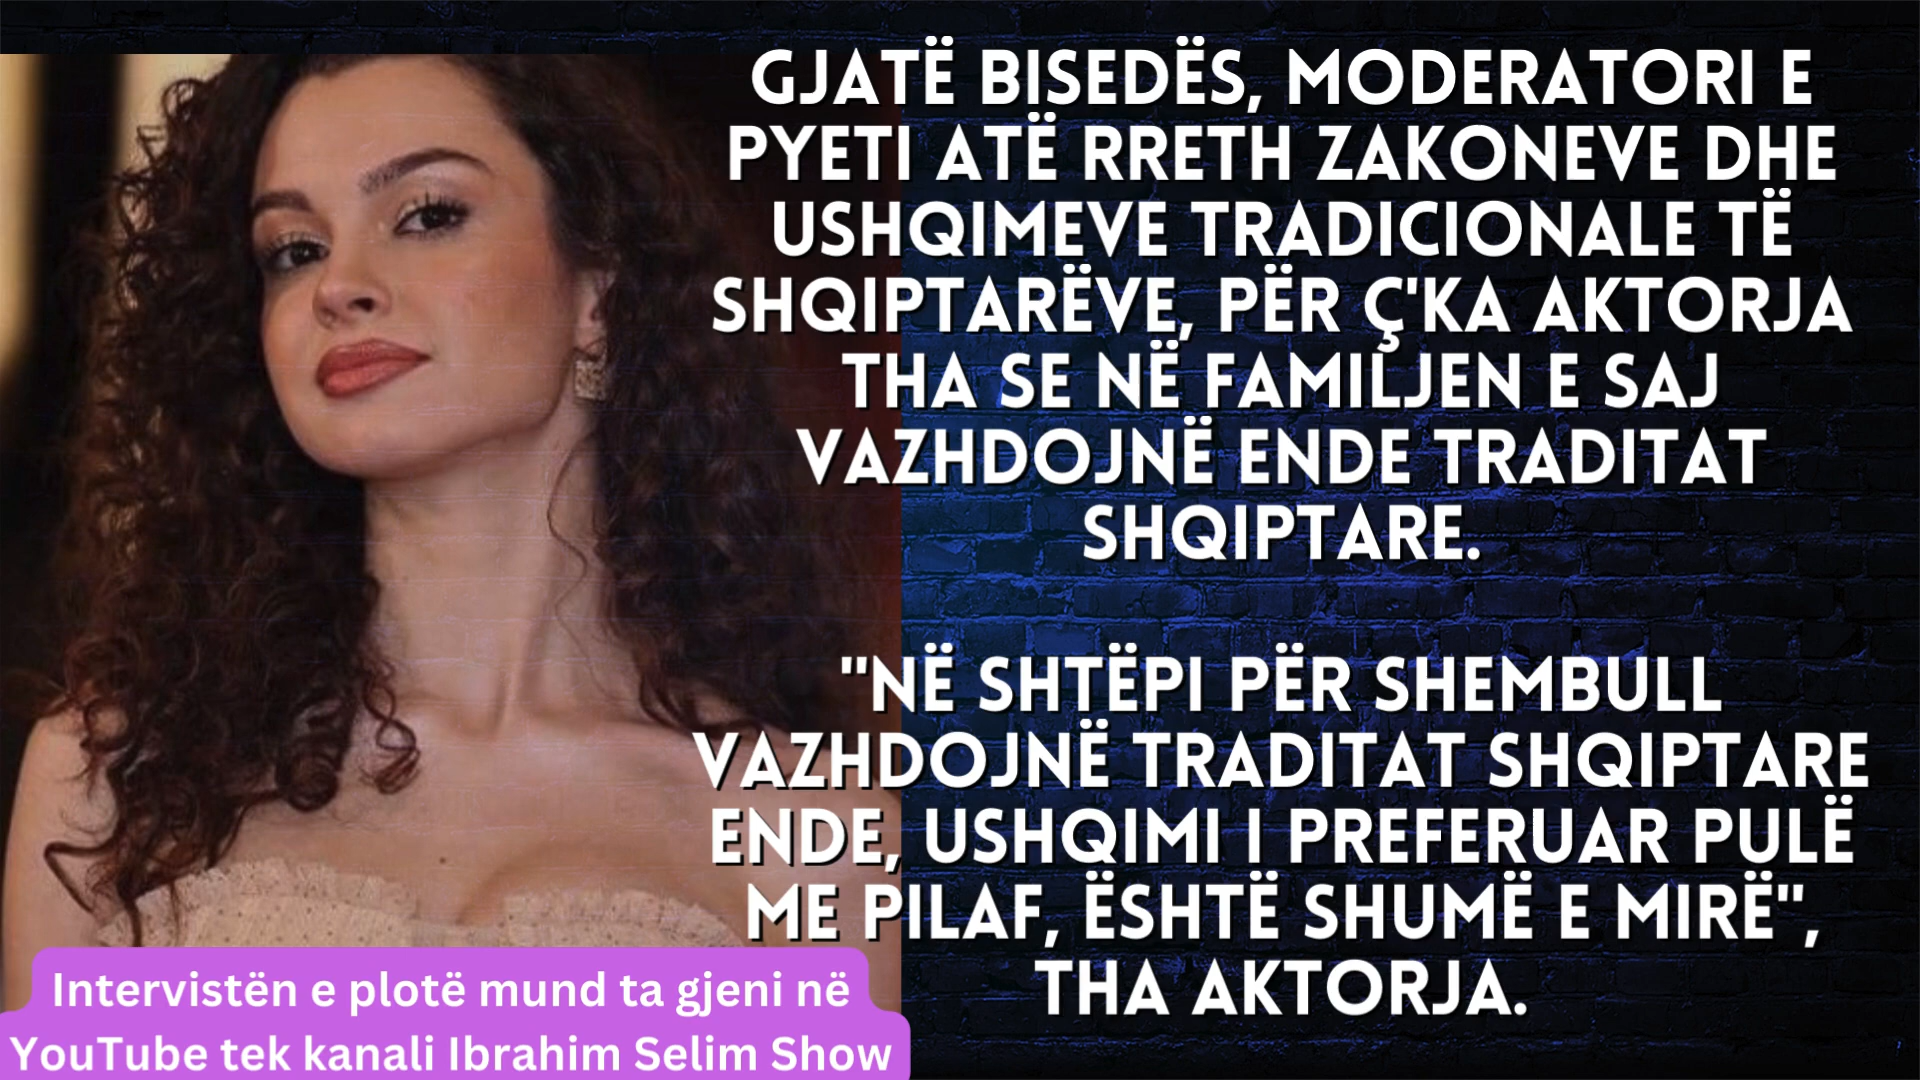 GJATË BISEDËS, MODERATORI E
PYETI ATË RRETH ZAKONEVE DHE
USHQIMEVE TRADICIONALE TË
SHQIPTARËVE, PËR Ç'KA AKTORJA
THA SE NË FAMILJEN E SAJ
VAZHDOJNË ENDE TRADITAT
SHQIPTARE.
"NË SHTËPI PËR SHEMBULL
VAZHDOJNË TRADITAT SHQIPTARE
ENDE, USHQIMI I PREFERUAR PULË
ME PILAF, ËSHTË SHUMË E MIRË",
THA AKTORJA.
Intervistën e plotë mund ta gjeni në
YouTube tek kanali Ibrahim Selim Show